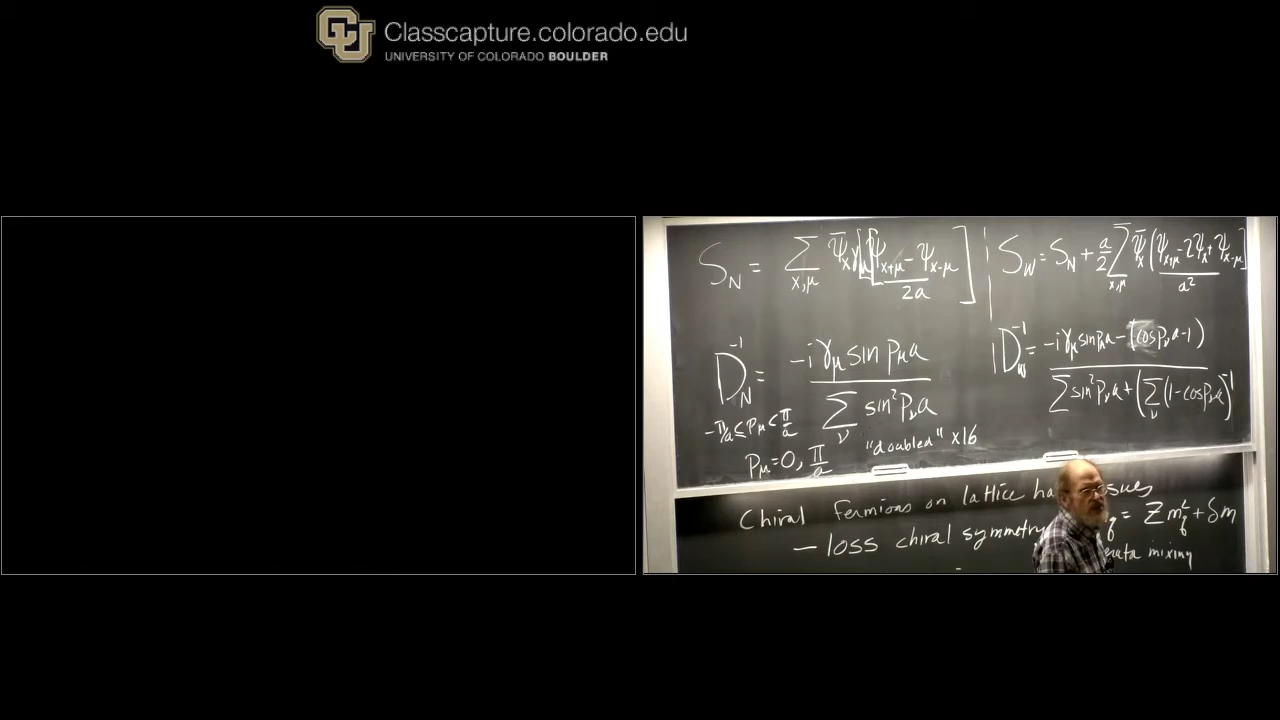 Classcapture.colorado.edu
UNIVERSITY OF COLORADO BOULDER
S_N = Σ_{x,μ} ψ̄_x γ_μ [ψ_{x+μ} - ψ_{x-μ} / 2a]
S_W = S_N + a/2 Σ_{x,μ} ψ̄_x (ψ_{x+μ} - 2ψ_x + ψ_{x-μ} / a²
D_N^{-1} = -i γ_μ sin p_μ a / Σ_ν sin² p_ν a
D_W^{-1} = -i γ_μ sin p_μ a - (cos p_ν a - 1) / Σ sin² p_ν a + (Σ_ν (1 - cos p_ν a)^{-1}
-π/a ≤ p_μ < π/a
p_μ = 0, π/a
"doubled" x16
Chiral Fermions on lattice
— loss chiral symmetry
= Z m_q² + δm
mixing